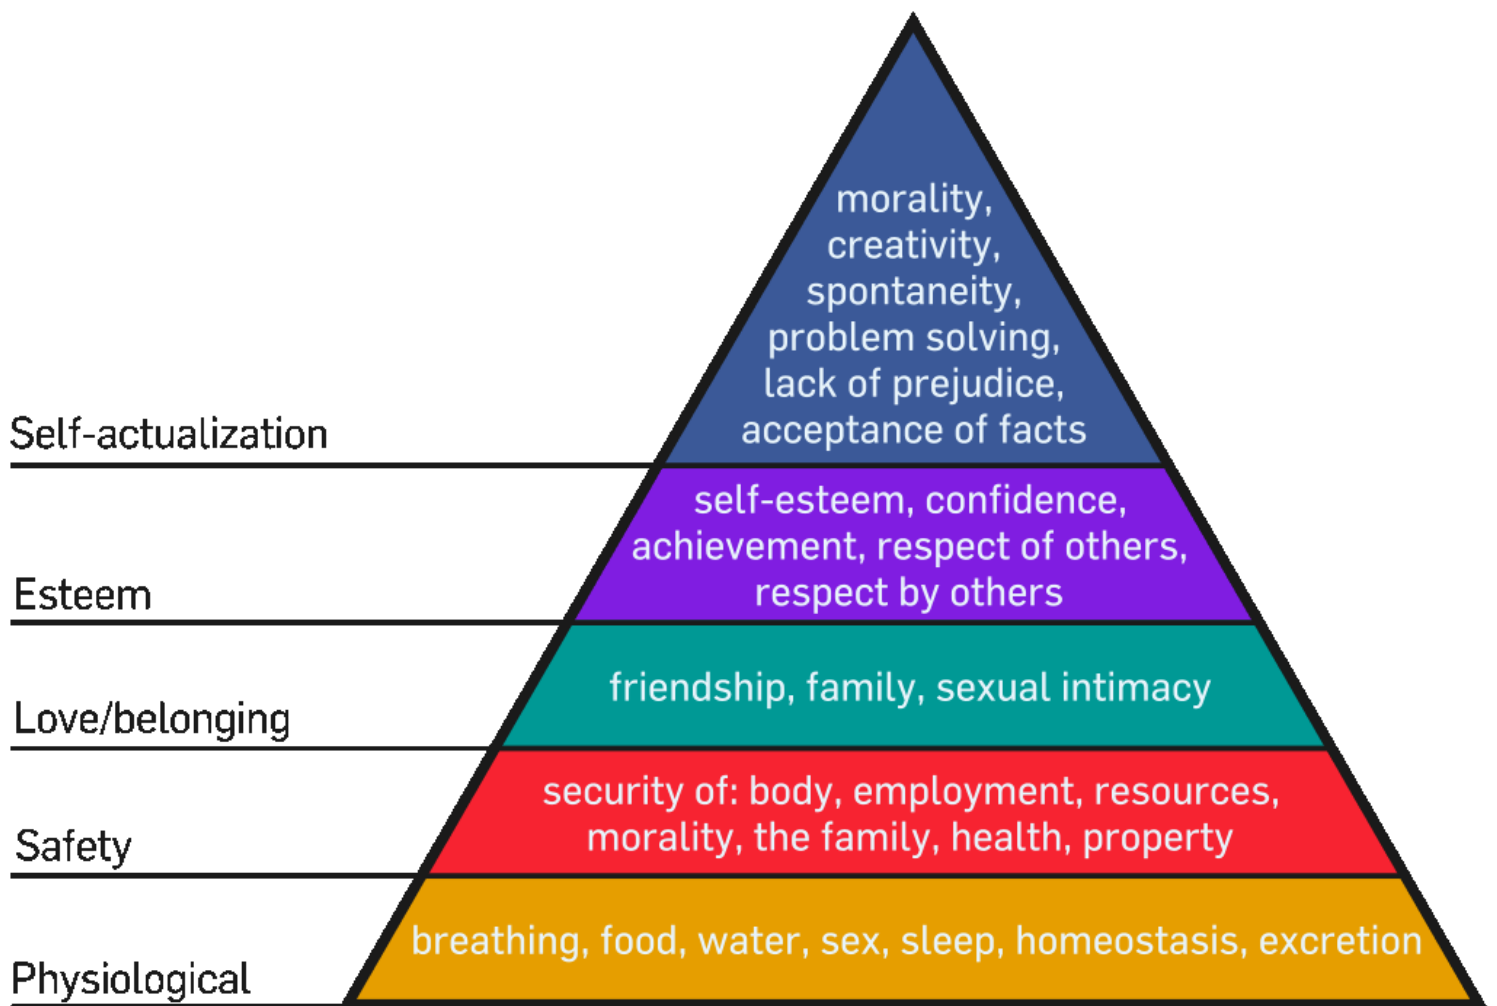 morality,
creativity,
spontaneity,
problem solving,
lack of prejudice,
acceptance of facts
Self-actualization
self-esteem, confidence,
achievement, respect of others,
respect by others
Esteem
friendship, family, sexual intimacy
Love/belonging
security of: body, employment, resources,
morality, the family, health, property
Safety
breathing, food, water, sex, sleep, homeostasis, excretion
Physiological